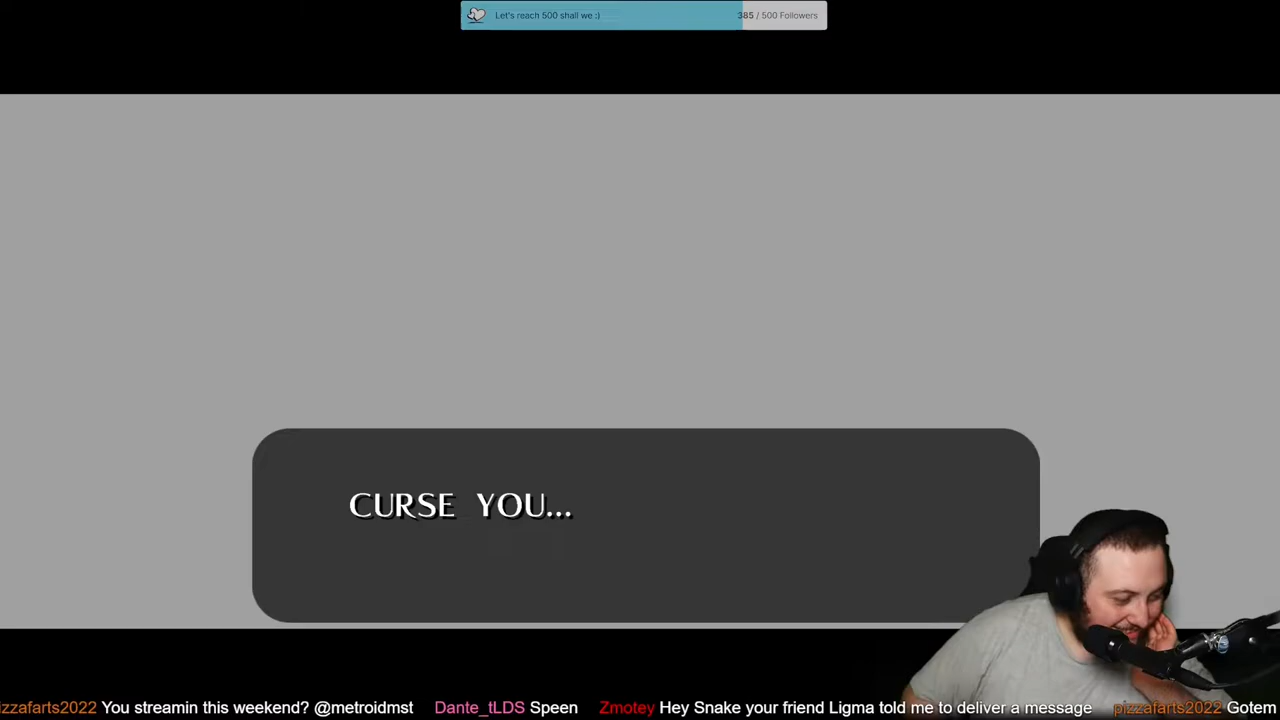 Let's reach 500 shall we :) 385 / 500 Followers
CURSE YOU...
izzafarts2022 You streamin this weekend? @metroidmst Dante_tLDS Speen Zmotey Hey Snake your friend Ligma told me to deliver a message pizzafarts2022 Gotem